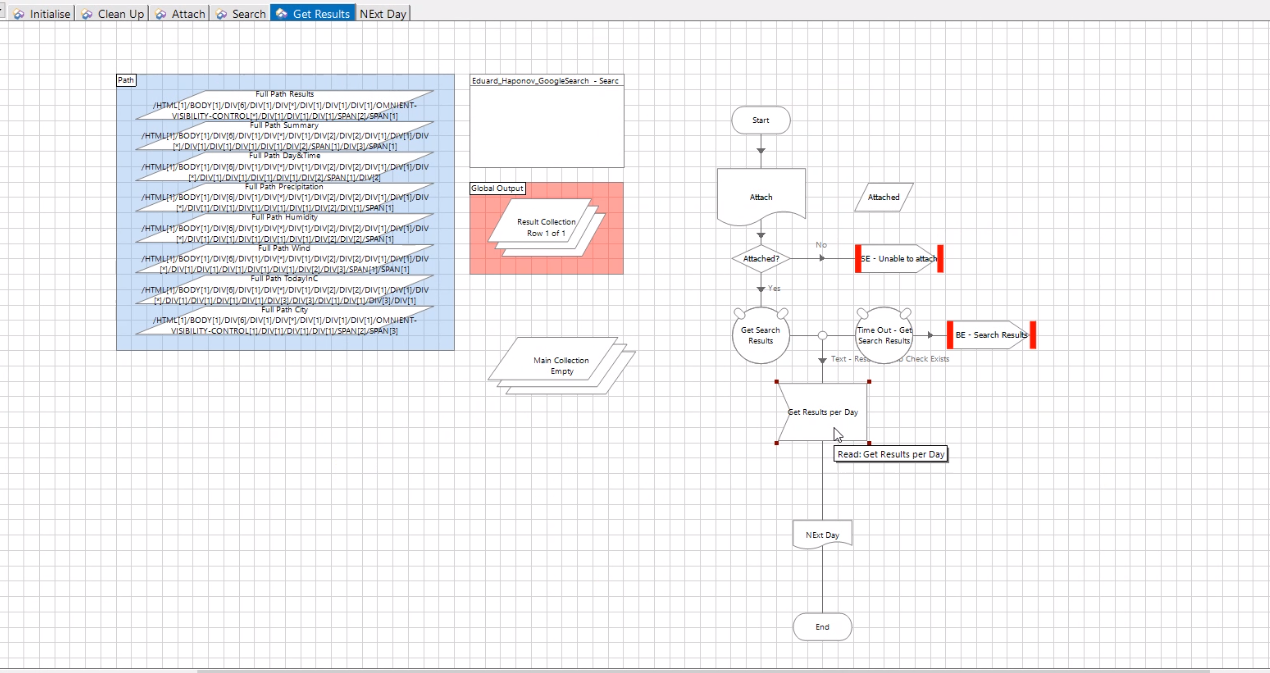 Initialise Clean Up Attach Search Get Results NExt Day
Path
Full Path Results
/HTML[1]/BODY[1]/DIV[6]/DIV[1]/DIV[*]/DIV[1]/DIV[1]/DIV[1]/OMNIENT-
VISIBILITY-CONTROL[*]/DIV[1]/DIV[1]/DIV[1]/SPAN[2]/SPAN[1]
Full Path Summary
/HTML[1]/BODY[1]/DIV[6]/DIV[1]/DIV[*]/DIV[1]/DIV[2]/DIV[2]/DIV[1]/DIV[1]/DIV
[*]/DIV[1]/DIV[1]/DIV[1]/DIV[2]/SPAN[1]/DIV[3]/SPAN[1]
Full Path Day&Time
/HTML[1]/BODY[1]/DIV[6]/DIV[1]/DIV[*]/DIV[1]/DIV[2]/DIV[2]/DIV[1]/DIV[1]/DIV
[*]/DIV[1]/DIV[1]/DIV[1]/DIV[2]/SPAN[1]/DIV[2]
Full Path Precipitation
/HTML[1]/BODY[1]/DIV[6]/DIV[1]/DIV[*]/DIV[1]/DIV[2]/DIV[2]/DIV[1]/DIV[1]/DIV
[*]/DIV[1]/DIV[1]/DIV[1]/DIV[2]/DIV[1]/SPAN[1]
Full Path Humidity
/HTML[1]/BODY[1]/DIV[6]/DIV[1]/DIV[*]/DIV[1]/DIV[2]/DIV[2]/DIV[1]/DIV[1]/DIV
[*]/DIV[1]/DIV[1]/DIV[1]/DIV[2]/DIV[2]/SPAN[1]
Full Path Wind
/HTML[1]/BODY[1]/DIV[6]/DIV[1]/DIV[*]/DIV[1]/DIV[2]/DIV[2]/DIV[1]/DIV[1]/DIV
[*]/DIV[1]/DIV[1]/DIV[1]/DIV[1]/DIV[2]/DIV[3]/SPAN[1]/SPAN[1]
Full Path TodayInC
/HTML[1]/BODY[1]/DIV[6]/DIV[1]/DIV[*]/DIV[1]/DIV[2]/DIV[2]/DIV[1]/DIV[1]/DIV
[*]/DIV[1]/DIV[1]/DIV[1]/DIV[3]/DIV[3]/DIV[1]/DIV[1]/DIV[3]/DIV[1]
Full Path City
/HTML[1]/BODY[1]/DIV[6]/DIV[1]/DIV[*]/DIV[1]/DIV[1]/DIV[1]/OMNIENT-
VISIBILITY-CONTROL[1]/DIV[1]/DIV[1]/DIV[1]/SPAN[2]/SPAN[3]
Eduard_Haponov_GoogleSearch - Searc
Global Output
Result Collection
Row 1 of 1
Main Collection
Empty
Start
Attach
Attached
Attached?
No
SE - Unable to attach
Yes
Get Search
Results
Time Out - Get
Search Results
BE - Search Results
Text - Res
Check Exists
Get Results per Day
Read: Get Results per Day
NExt Day
End